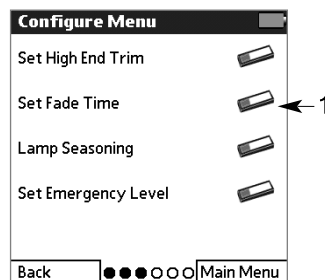 Configure Menu
Set High End Trim
Set Fade Time
1
Lamp Seasoning
Set Emergency Level
Back
Main Menu